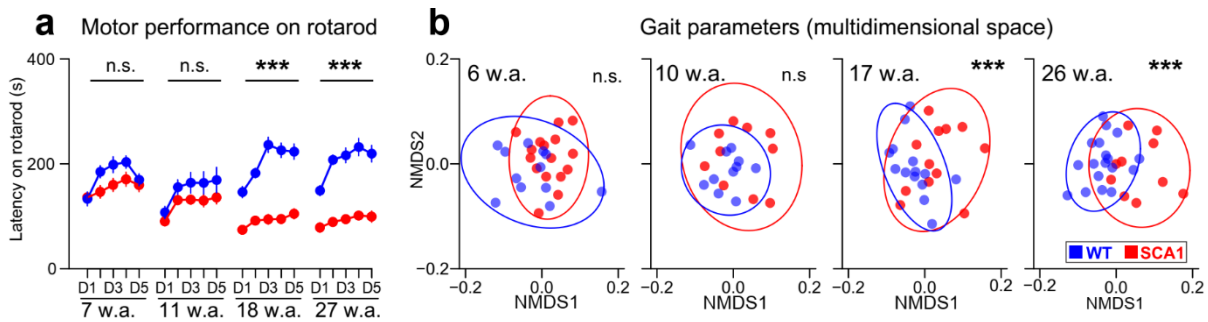 a Motor performance on rotarod
n.s. n.s. *** ***
Latency on rotarod (s)
400
200
0
D1 D3 D5 D1 D3 D5 D1 D3 D5 D1 D3 D5
7 w.a. 11 w.a. 18 w.a. 27 w.a.
b Gait parameters (multidimensional space)
6 w.a. n.s. 10 w.a. n.s 17 w.a. *** 26 w.a. ***
NMDS2
0.2
0.0
−0.2
WT SCA1
−0.2 0.0 0.2 −0.2 0.0 0.2 −0.2 0.0 0.2 −0.2 0.0 0.2
NMDS1 NMDS1 NMDS1 NMDS1